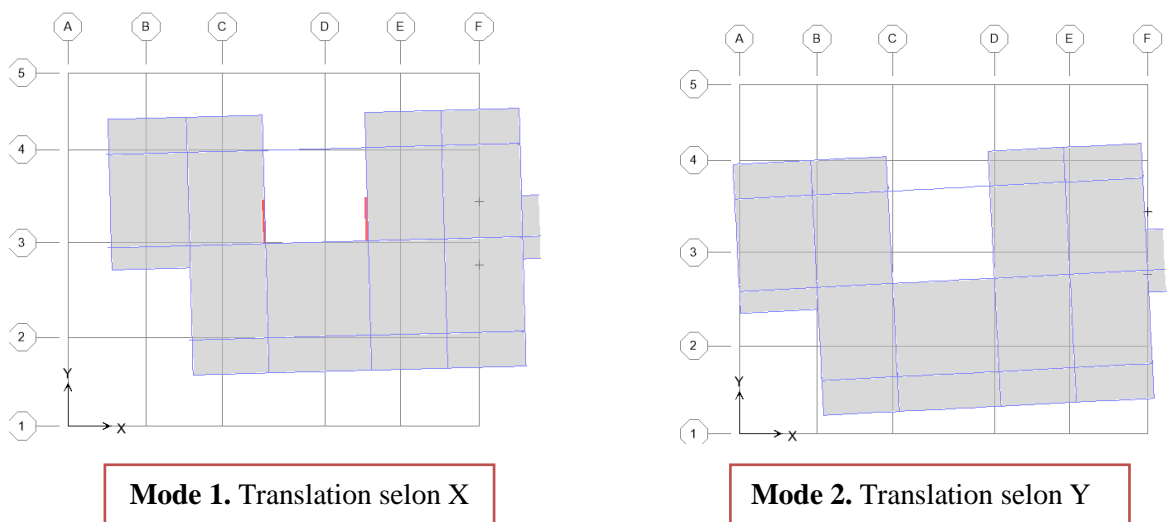 A B C D E F
5
4
3
2
1
Y
X
Mode 1. Translation selon X
A B C D E F
5
4
3
2
1
Y
X
Mode 2. Translation selon Y